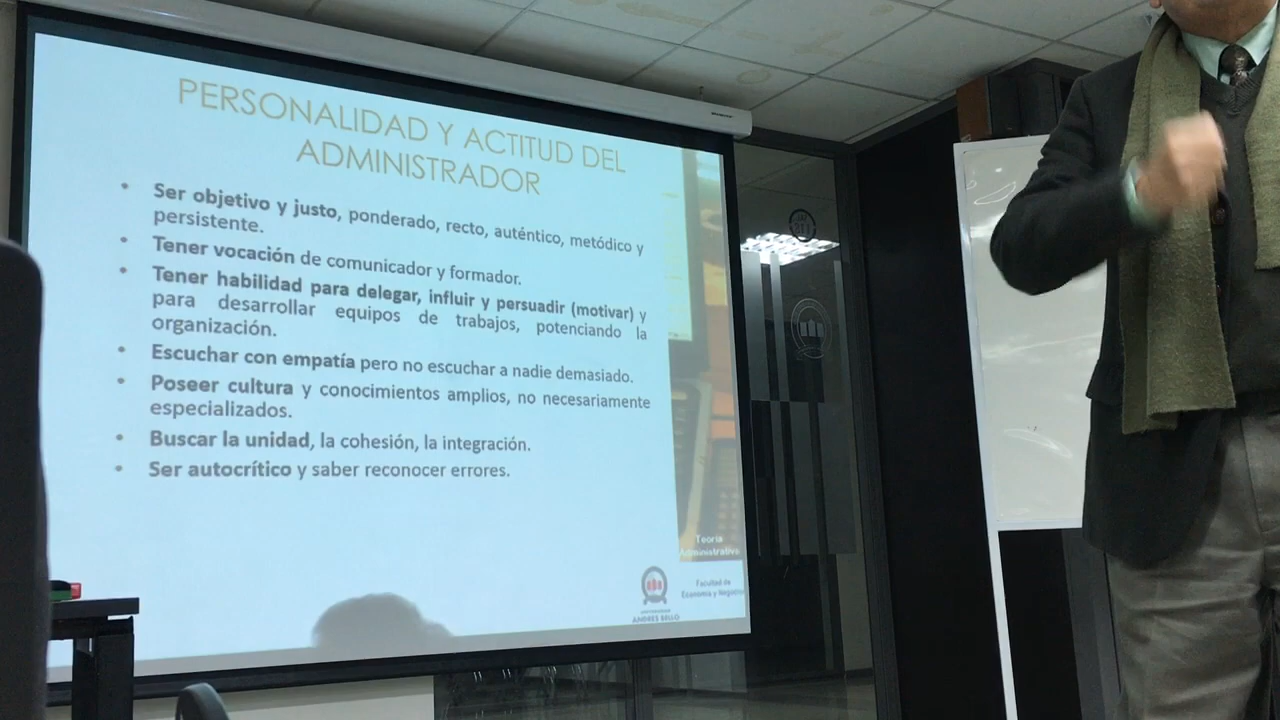 PERSONALIDAD Y ACTITUD DEL
ADMINISTRADOR
• Ser objetivo y justo, ponderado, recto, auténtico, metódico y
persistente.
• Tener vocación de comunicador y formador.
• Tener habilidad para delegar, influir y persuadir (motivar) y
para desarrollar equipos de trabajos, potenciando la
organización.
• Escuchar con empatía pero no escuchar a nadie demasiado.
• Poseer cultura y conocimientos amplios, no necesariamente
especializados.
• Buscar la unidad, la cohesión, la integración.
• Ser autocrítico y saber reconocer errores.
Teoría
Administrativa
Facultad de
Economía y Negocios
UNIVERSIDAD
ANDRES BELLO